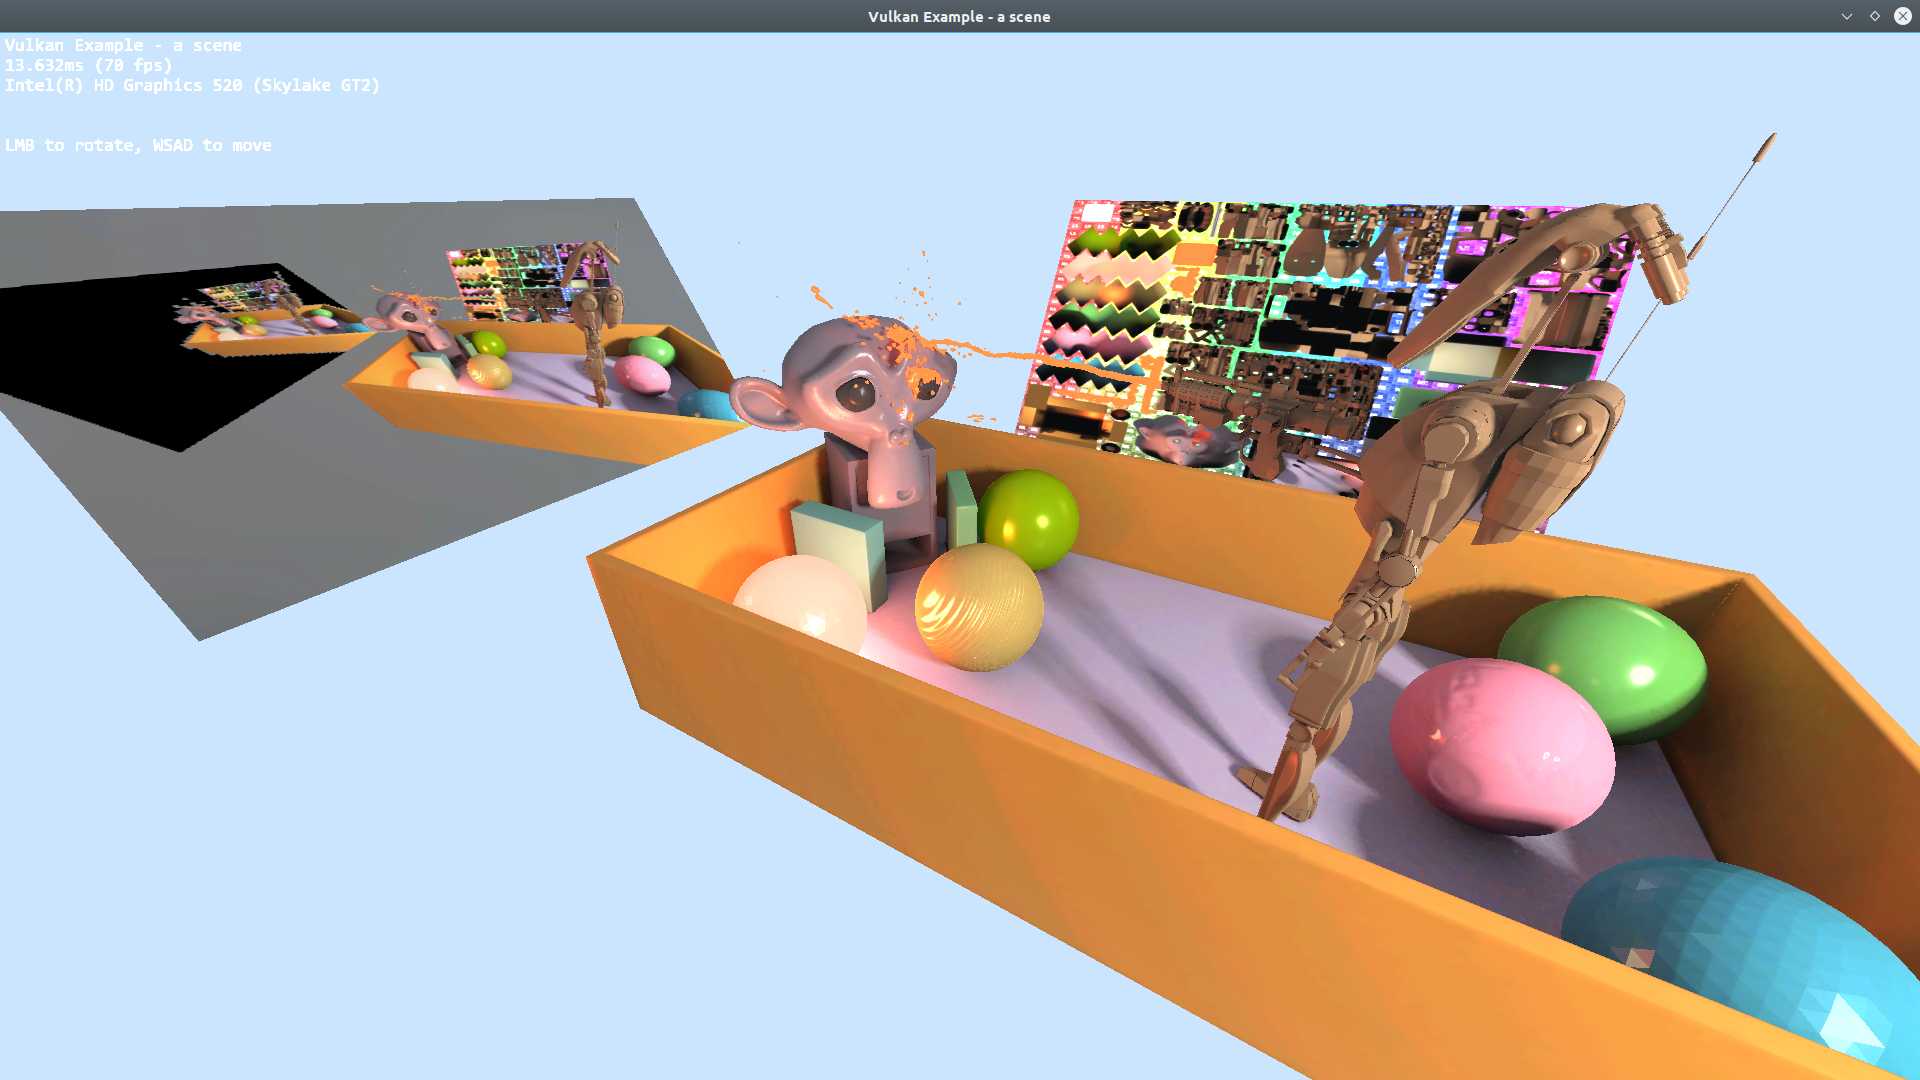 Vulkan Example - a scene
Vulkan Example - a scene
13.632ms (70 fps)
Intel(R) HD Graphics 520 (Skylake GT2)
LMB to rotate, WSAD to move